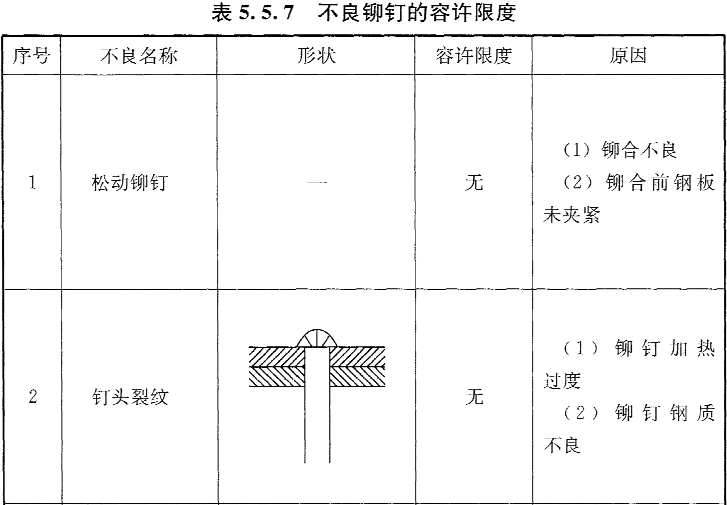 表 5.5.7 不良铆钉的容许限度
序号 不良名称 形状 容许限度 原因
1 松动铆钉 — 无 (1) 铆合不良
(2) 铆合前钢板
未夹紧
2 钉头裂纹 无 (1) 铆钉加热
过度
(2) 铆钉钢质
不良